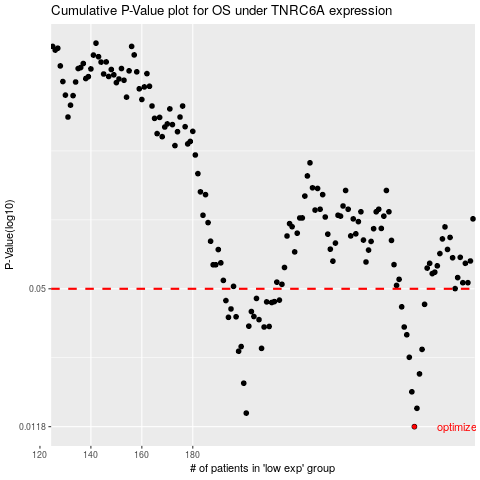 Cumulative P-Value plot for OS under TNRC6A expression
P-Value(log10)
0.05
0.0118
optimize
120 140 160 180
# of patients in 'low exp' group